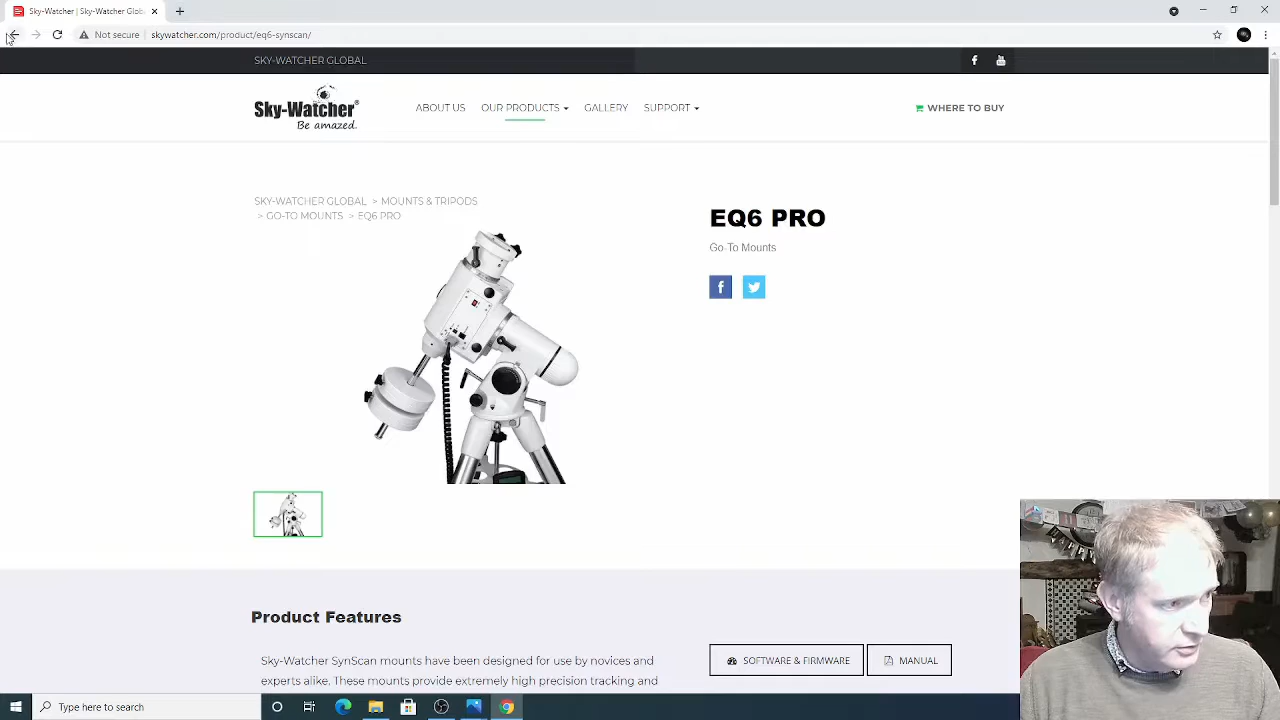 Sky-Watcher | Sky-Watcher Glob
Not secure | skywatcher.com/product/eq6-synscan/
SKY-WATCHER GLOBAL
Sky-Watcher®
Be amazed.
ABOUT US
OUR PRODUCTS
GALLERY
SUPPORT
WHERE TO BUY
SKY-WATCHER GLOBAL > MOUNTS & TRIPODS
> GO-TO MOUNTS > EQ6 PRO
EQ6 PRO
Go-To Mounts
Product Features
Sky-Watcher SynScan mounts have been designed for use by novices and
experts alike. These mounts provide extremely high precision tracking and
SOFTWARE & FIRMWARE
MANUAL
Type here to search